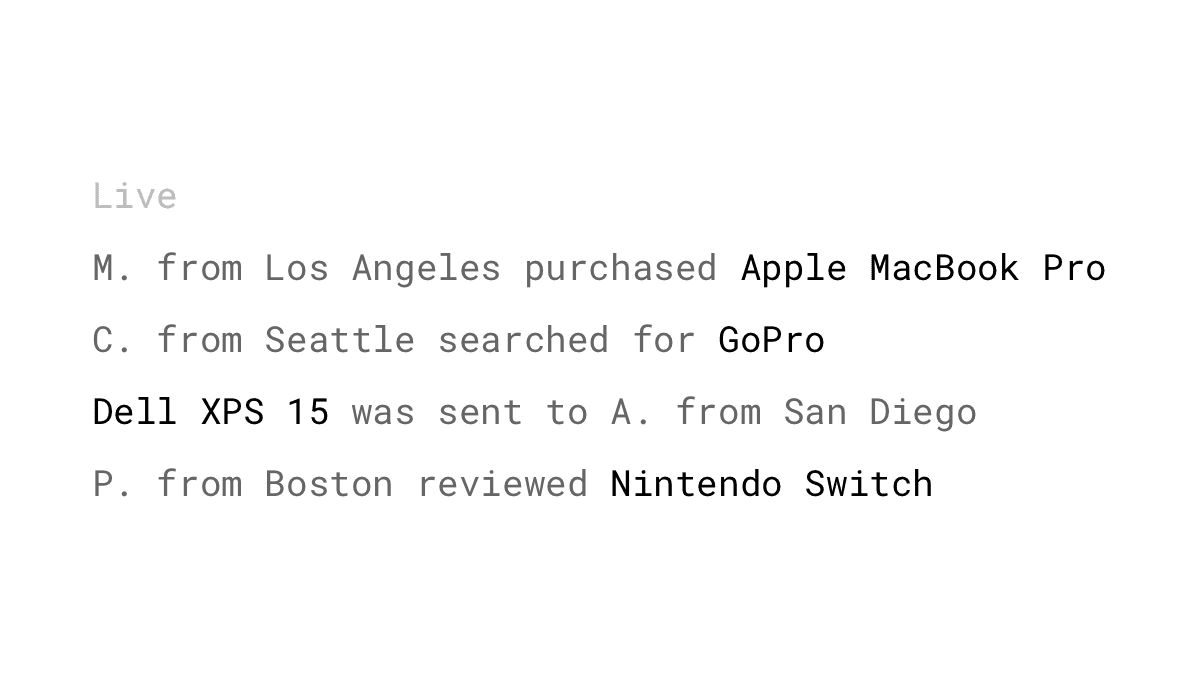 Live
M. from Los Angeles purchased Apple MacBook Pro
C. from Seattle searched for GoPro
Dell XPS 15 was sent to A. from San Diego
P. from Boston reviewed Nintendo Switch